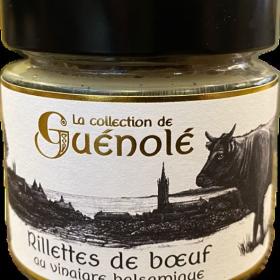 La collection de
Guénolé
Rillettes de bœuf
au vinaigre balsamique